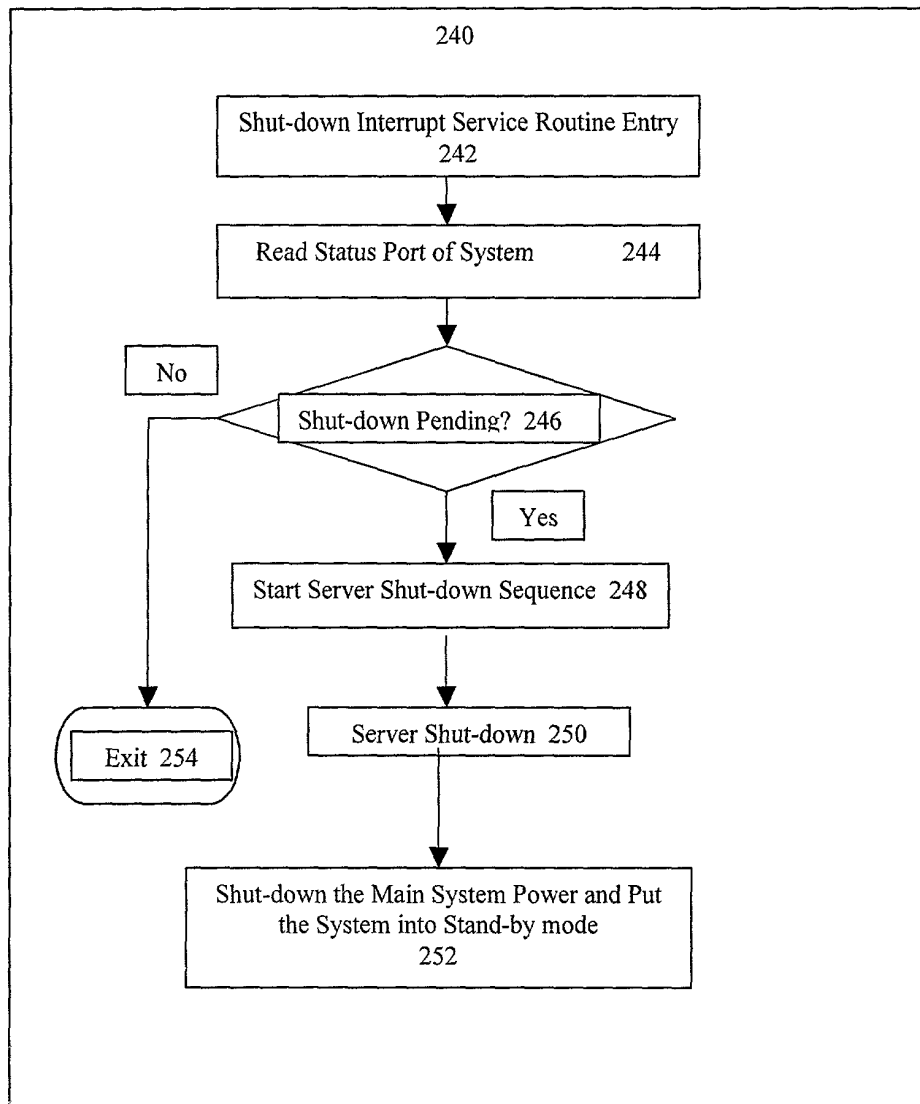 240
Shut-down Interrupt Service Routine Entry
242
Read Status Port of System 244
No
Shut-down Pending? 246
Yes
Start Server Shut-down Sequence 248
Server Shut-down 250
Exit 254
Shut-down the Main System Power and Put
the System into Stand-by mode
252